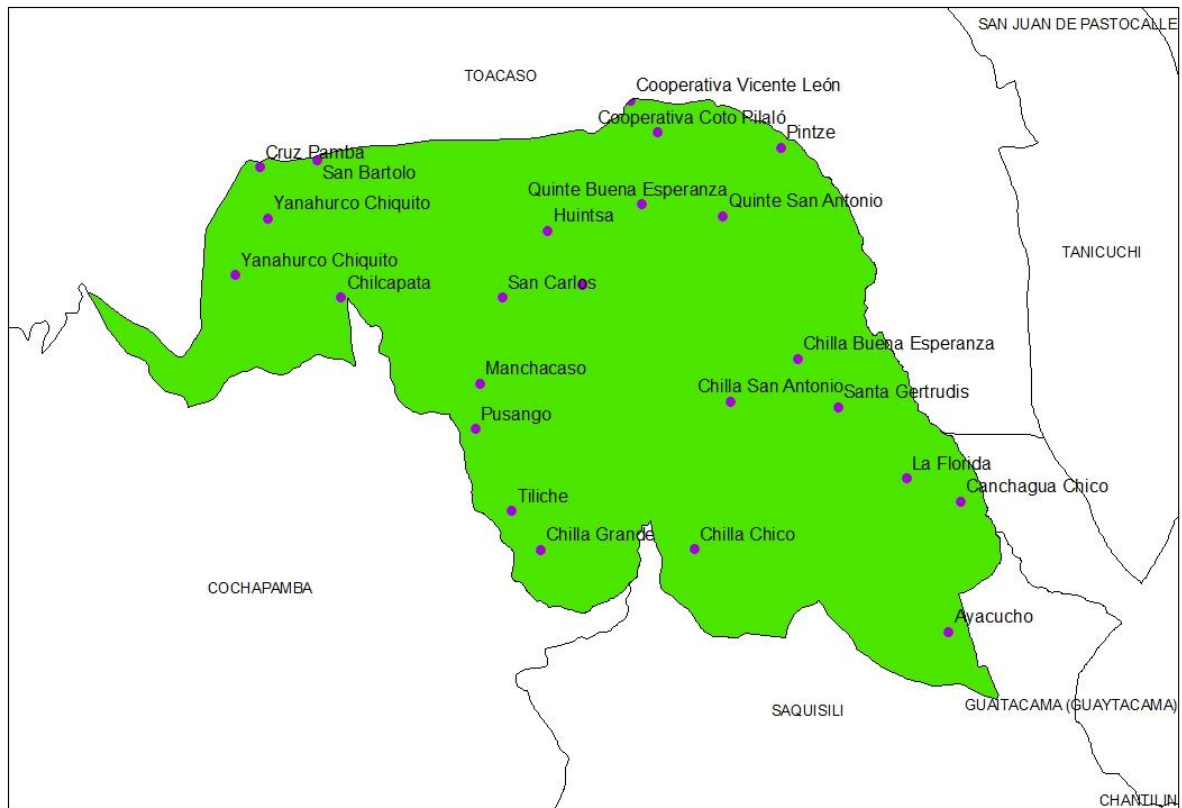 SAN JUAN DE PASTOCALLE
TOACASO
Cooperativa Vicente León
Cooperativa Coto Pilaló
Pintze
Cruz Pamba
San Bartolo
Quinte Buena Esperanza
Quinte San Antonio
Yanahurco Chiquito
Huintsa
TANICUCHI
Yanahurco Chiquito
Chilcapata
San Carlos
Chilla Buena Esperanza
Manchacaso
Chilla San Antonio
Santa Gertrudis
Pusango
La Florida
Canchagua Chico
Tiliche
Chilla Grande
Chilla Chico
COCHAPAMBA
Ayacucho
SAQUISILI
GUAITACAMA (GUAYTACAMA)
CHANTILIN